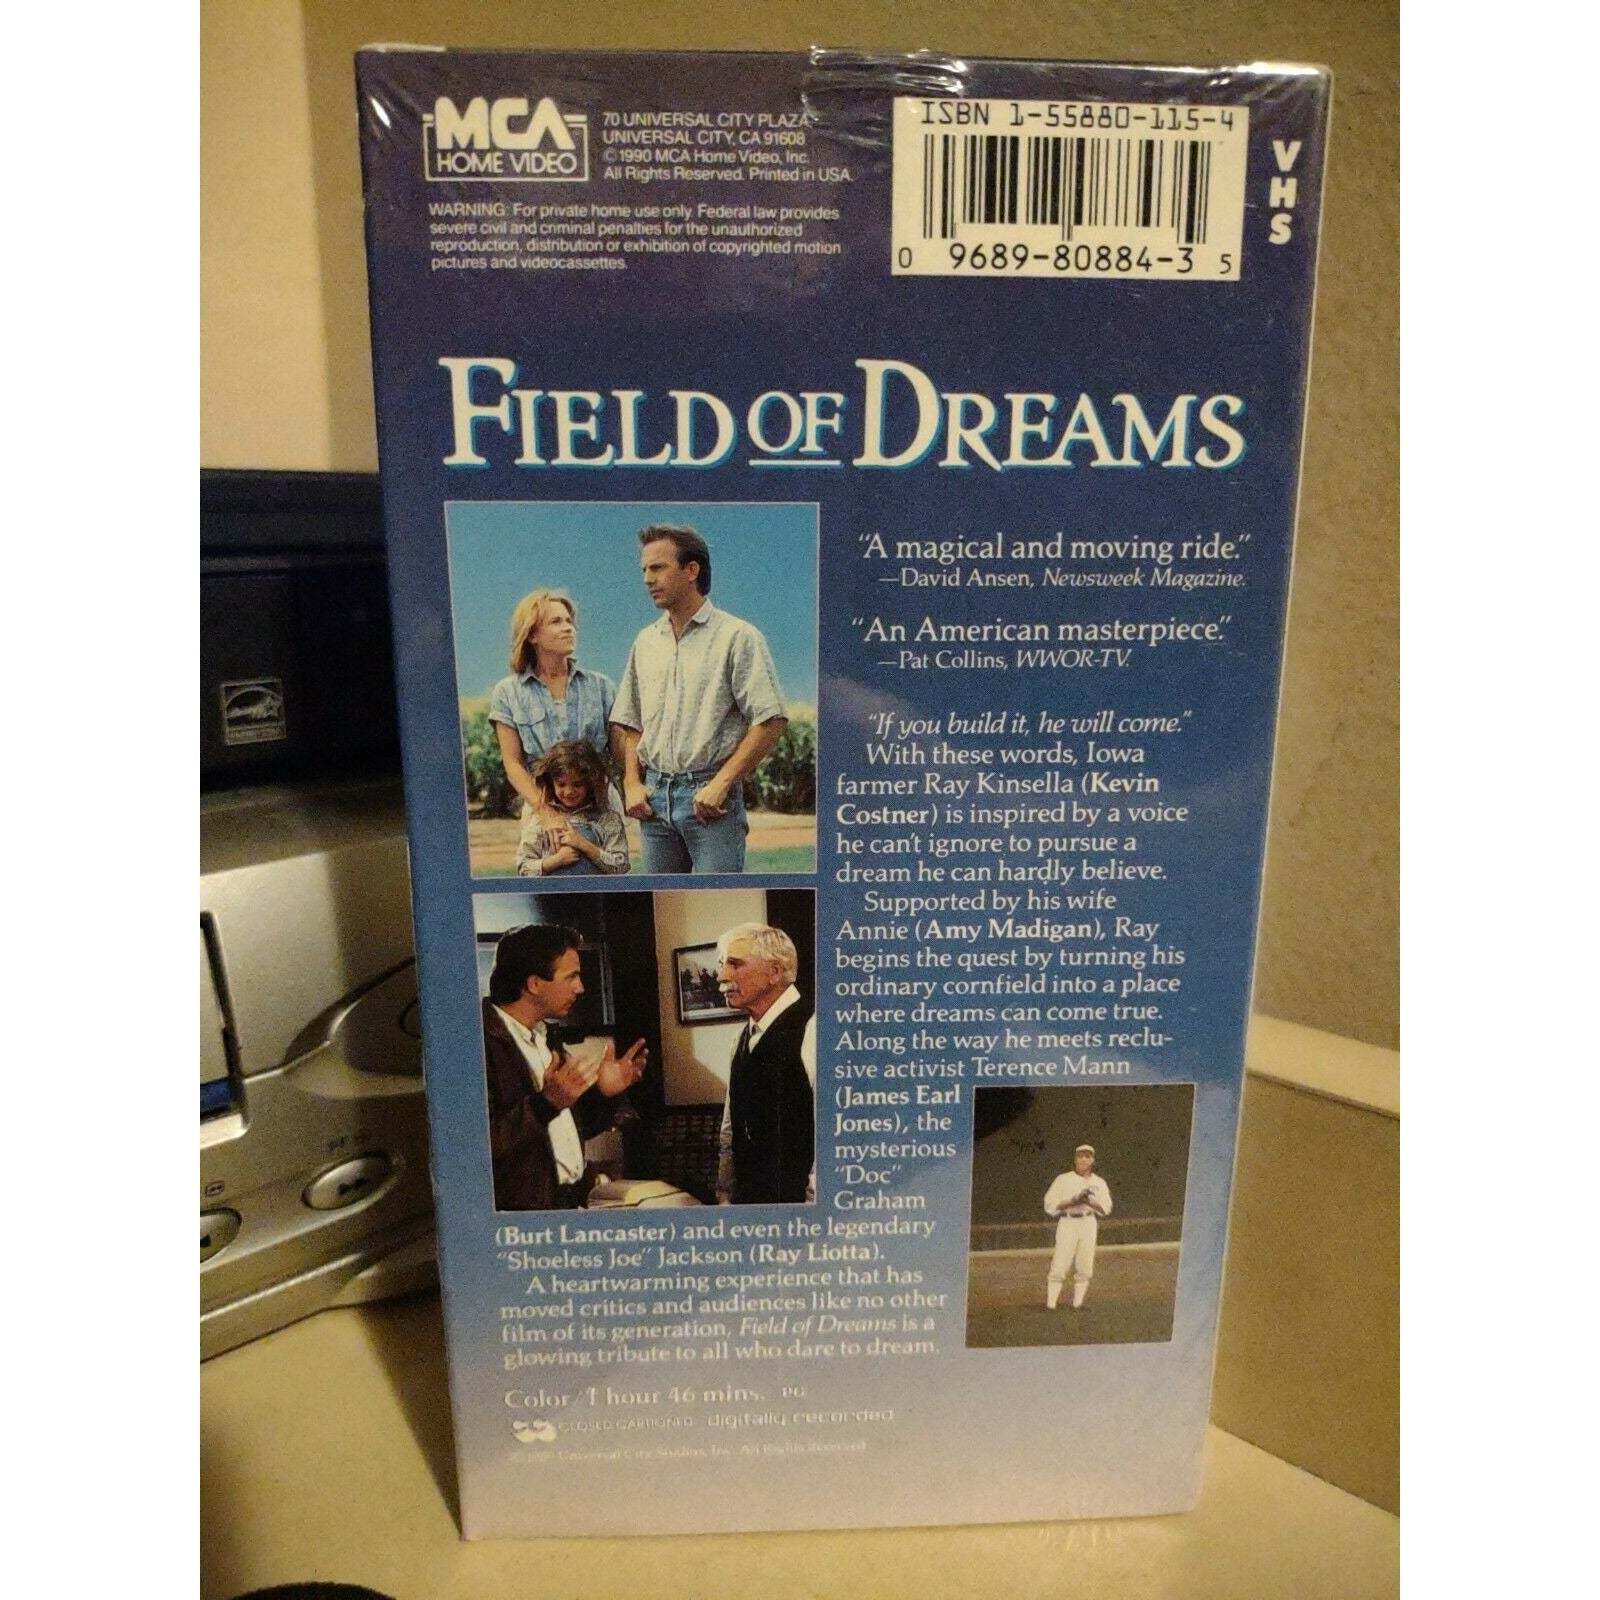 MCA
HOME VIDEO
70 UNIVERSAL CITY PLAZA
UNIVERSAL CITY, CA 91608
© 1990 MCA Home Video, Inc.
All Rights Reserved. Printed in USA.
WARNING: For private home use only. Federal law provides
severe civil and criminal penalties for the unauthorized
reproduction, distribution or exhibition of copyrighted motion
pictures and videocassettes.
ISBN 1-55880-115-4
0 9689-80884-3 5
VHS
FIELD OF DREAMS
“A magical and moving ride.”
—David Ansen, Newsweek Magazine.
“An American masterpiece.”
—Pat Collins, WWOR-TV.
“If you build it, he will come.”
With these words, Iowa
farmer Ray Kinsella (Kevin
Costner) is inspired by a voice
he can't ignore to pursue a
dream he can hardly believe.
Supported by his wife
Annie (Amy Madigan), Ray
begins the quest by turning his
ordinary cornfield into a place
where dreams can come true.
Along the way he meets reclu-
sive activist Terence Mann
(James Earl
Jones), the
mysterious
“Doc”
Graham
(Burt Lancaster) and even the legendary
“Shoeless Joe” Jackson (Ray Liotta).
A heartwarming experience that has
moved critics and audiences like no other
film of its generation, Field of Dreams is a
glowing tribute to all who dare to dream.
Color/1 hour 46 mins. PG
CLOSED CAPTIONED digitally recorded
Universal City Studios, Inc. All Rights Reserved